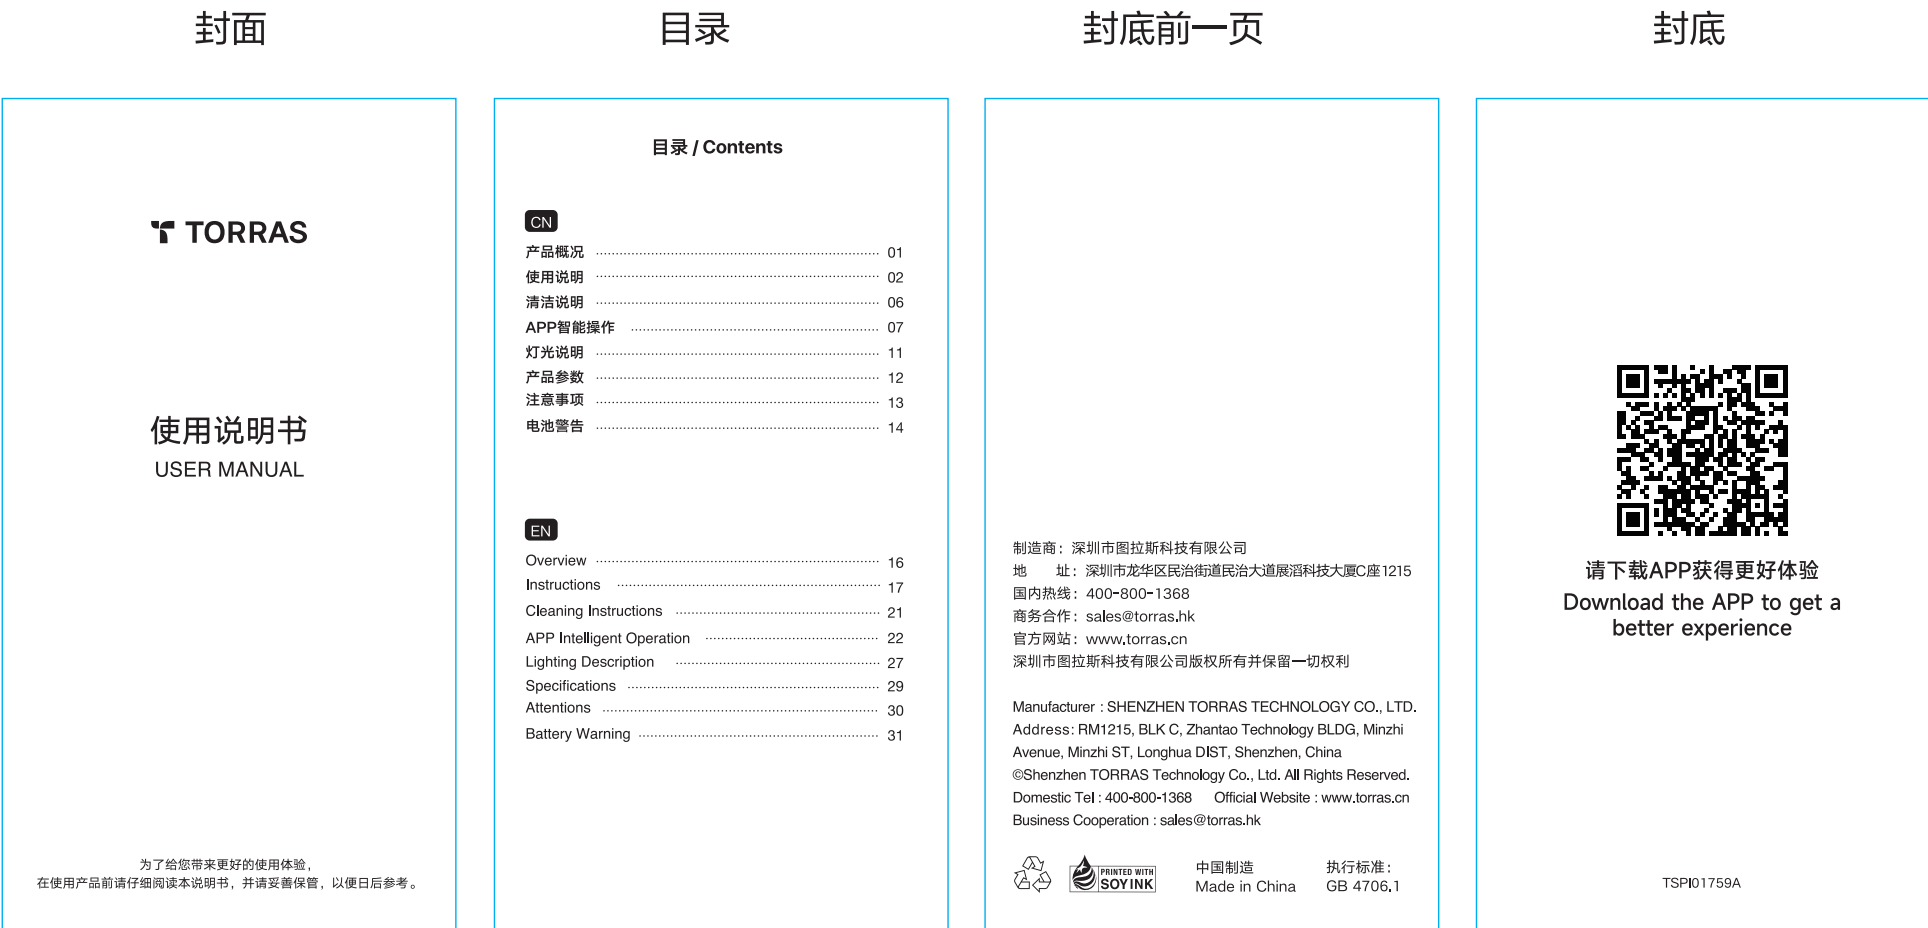 封面
目录
封底前一页
封底
TORRAS
使用说明书
USER MANUAL
为了给您带来更好的使用体验,
在使用产品前请仔细阅读本说明书，并请妥善保管，以便日后参考。
目录 / Contents
CN
产品概况 01
使用说明 02
清洁说明 06
APP智能操作 07
灯光说明 11
产品参数 12
注意事项 13
电池警告 14
EN
Overview 16
Instructions 17
Cleaning Instructions 21
APP Intelligent Operation 22
Lighting Description 27
Specifications 29
Attentions 30
Battery Warning 31
制造商：深圳市图拉斯科技有限公司
地 址：深圳市龙华区民治街道民治大道展滔科技大厦C座1215
国内热线：400-800-1368
商务合作：sales@torras.hk
官方网站：www.torras.cn
深圳市图拉斯科技有限公司版权所有并保留一切权利
Manufacturer : SHENZHEN TORRAS TECHNOLOGY CO., LTD.
Address: RM1215, BLK C, Zhantao Technology BLDG, Minzhi
Avenue, Minzhi ST, Longhua DIST, Shenzhen, China
©Shenzhen TORRAS Technology Co., Ltd. All Rights Reserved.
Domestic Tel : 400-800-1368 Official Website : www.torras.cn
Business Cooperation : sales@torras.hk
PRINTED WITH
SOY INK
中国制造
Made in China
执行标准：
GB 4706.1
请下载APP获得更好体验
Download the APP to get a
better experience
TSPI01759A